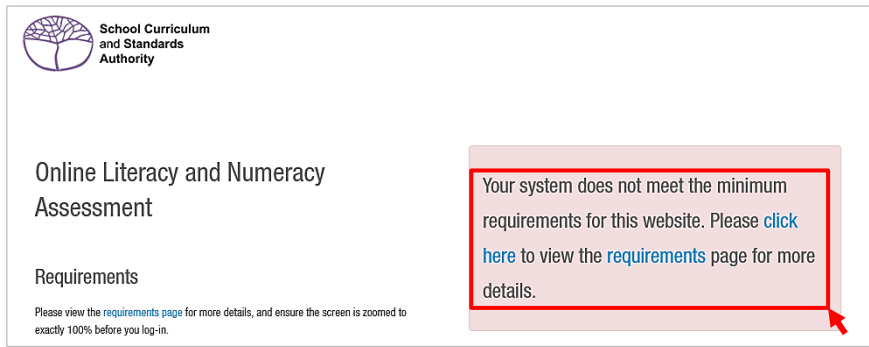 School Curriculum
and Standards
Authority
Online Literacy and Numeracy
Assessment
Your system does not meet the minimum
requirements for this website. Please click
here to view the requirements page for more
details.
Requirements
Please view the requirements page for more details, and ensure the screen is zoomed to
exactly 100% before you log-in.